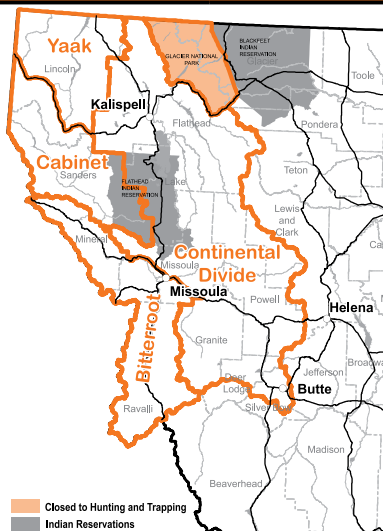 Yaak
Lincoln
GLACIER NATIONAL
PARK
BLACKFEET
INDIAN
RESERVATION
Glacier
Toole
Kalispell
Flathead
Pondera
Cabinet
Sanders
FLATHEAD
INDIAN
RESERVATION
Lake
Teton
Lewis
and
Clark
Ca
Mineral
Continental
Divide
Missoula
Missoula
Powell
Helena
Bitterroot
Granite
Broadwa
Jefferson
Deer
Lodge
Butte
Silver Bow
Ravalli
Madison
Beaverhead
Closed to Hunting and Trapping
Indian Reservations